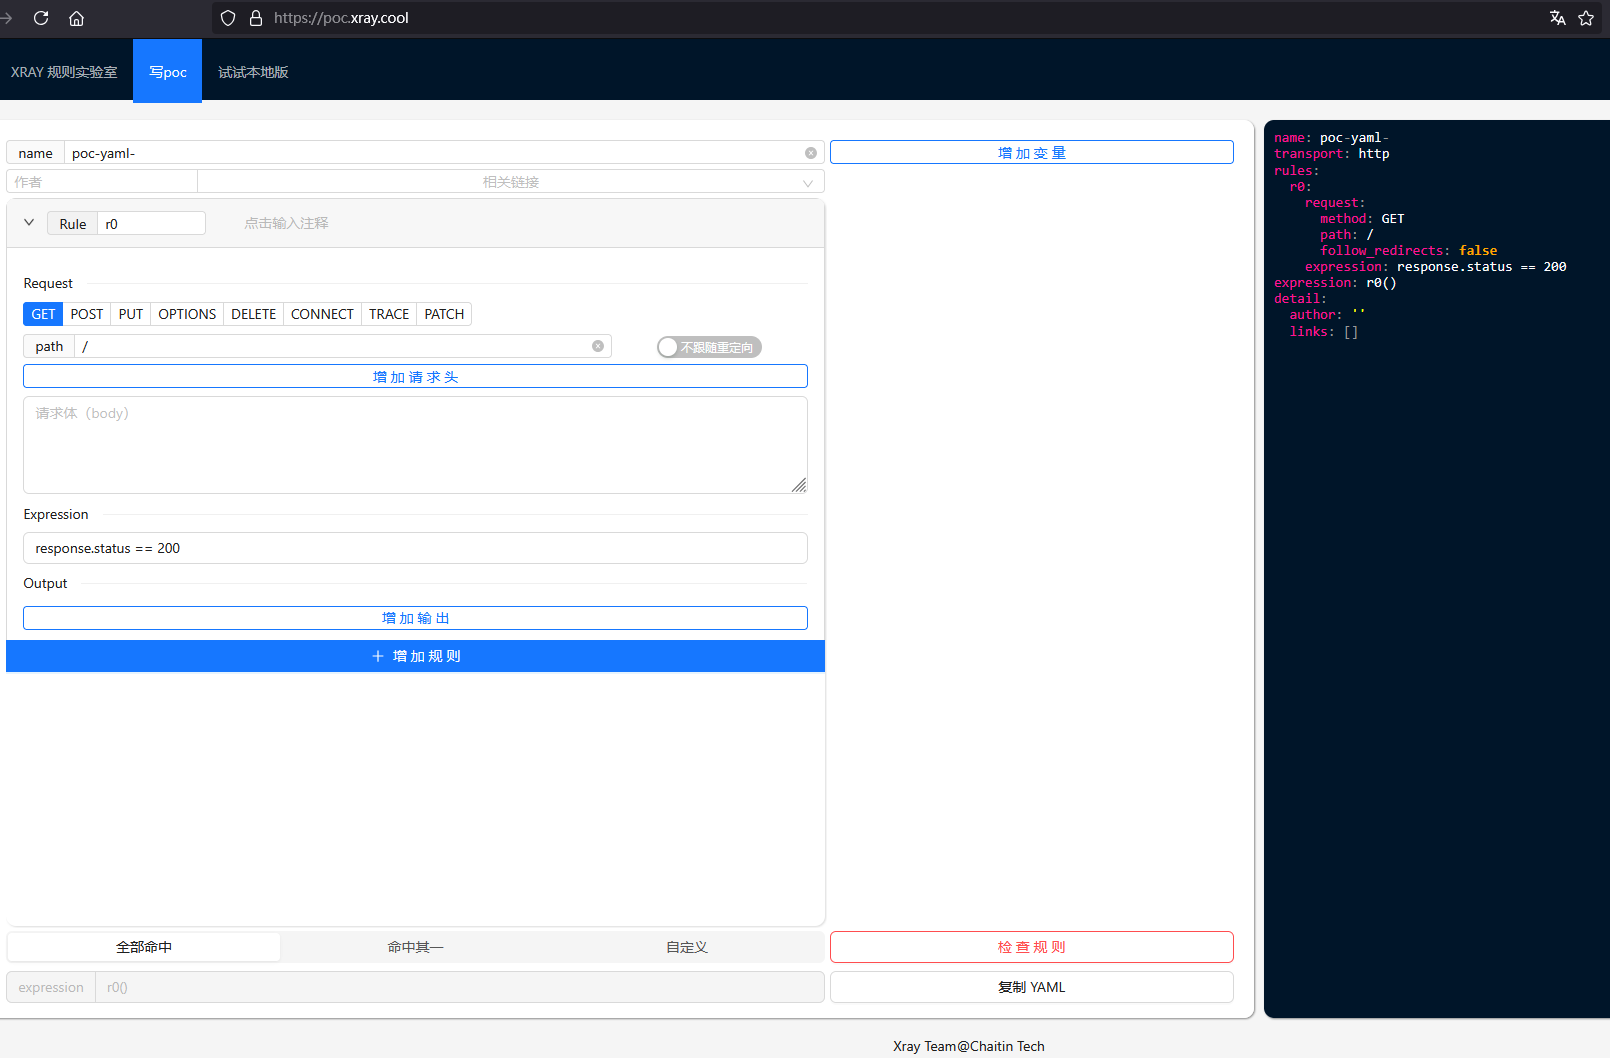 https://poc.xray.cool
XRAY 规则实验室 写poc 试试本地版
name poc-yaml-
增 加 变 量
作者 相关链接
Rule r0 点击输入注释
Request
GET POST PUT OPTIONS DELETE CONNECT TRACE PATCH
path / 不跟随重定向
增 加 请 求 头
请求体（body）
Expression
response.status == 200
Output
增 加 输 出
+ 增 加 规 则
全部命中 命中其一 自定义
检 查 规 则
expression r0()
复制 YAML
name: poc-yaml-
transport: http
rules:
  r0:
    request:
      method: GET
      path: /
      follow_redirects: false
    expression: response.status == 200
expression: r0()
detail:
  author: ''
  links: []
Xray Team@Chaitin Tech